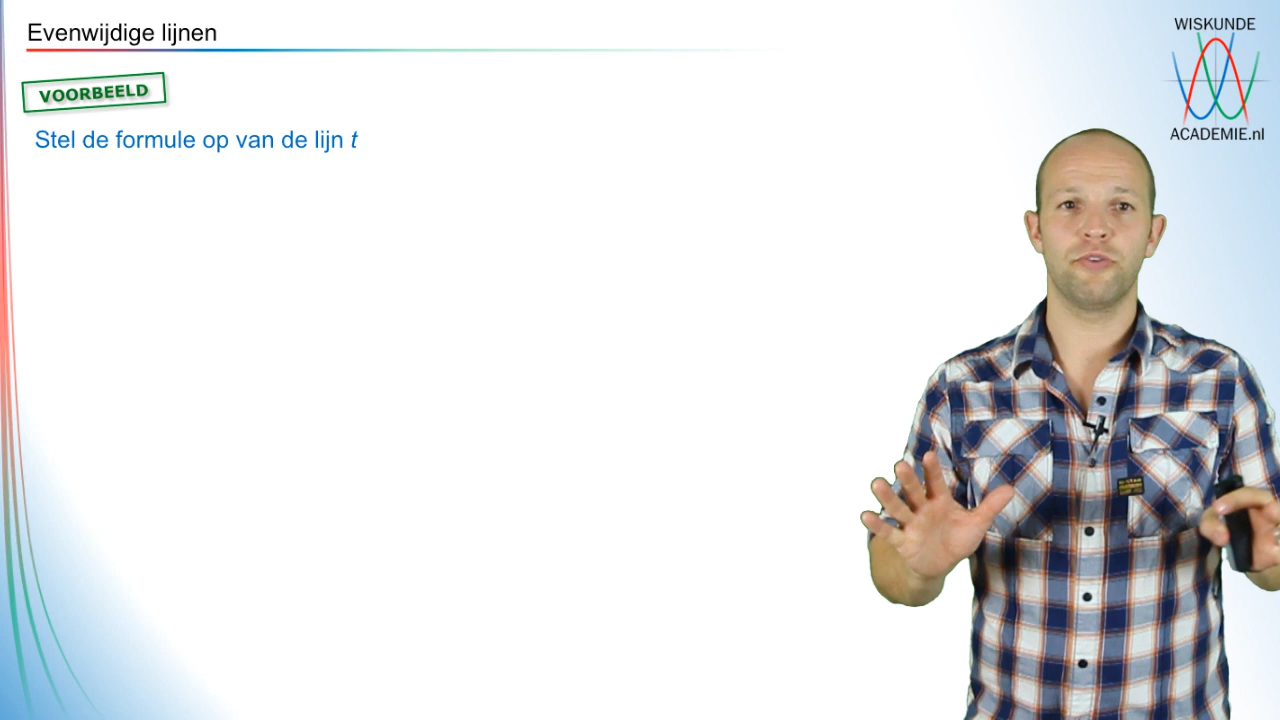 Evenwijdige lijnen
WISKUNDE
ACADEMIE.nl
VOORBEELD
Stel de formule op van de lijn t